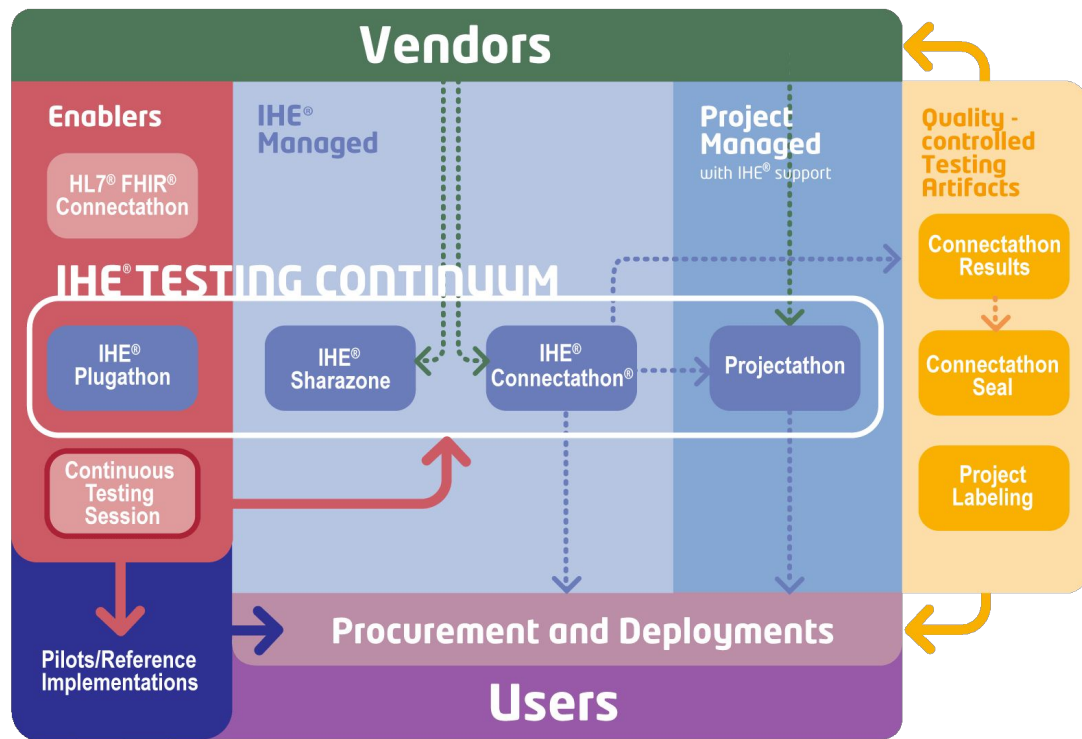 Vendors
Enablers
HL7® FHIR®
Connectathon
IHE®
Managed
Project
Managed
with IHE® support
Quality -
controlled
Testing
Artifacts
Connectathon
Results
IHE® TESTING CONTINUUM
IHE®
Plugathon
IHE®
Sharazone
IHE®
Connectathon®
Projectathon
Connectathon
Seal
Continuous
Testing
Session
Project
Labeling
Pilots/Reference
Implementations
Procurement and Deployments
Users